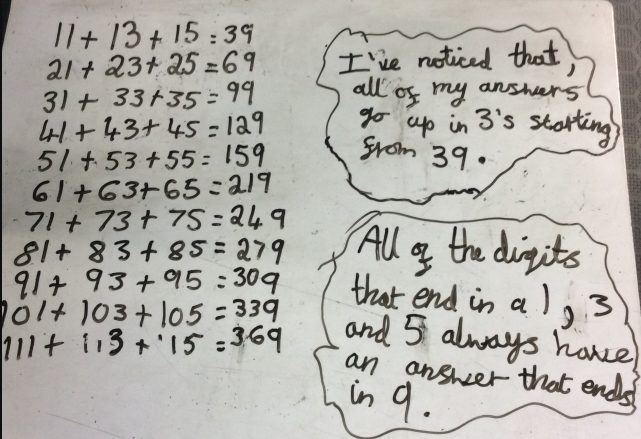 11 + 13 + 15 = 39
21 + 23 + 25 = 69
31 + 33 + 35 = 99
41 + 43 + 45 = 129
51 + 53 + 55 = 159
61 + 63 + 65 = 219
71 + 73 + 75 = 249
81 + 83 + 85 = 279
91 + 93 + 95 = 309
101 + 103 + 105 = 339
111 + 113 + 115 = 369
I've noticed that,
all of my answers
go up in 3's starting
from 39.
All of the digits
that end in a 1, 3
and 5 always have
an answer that ends
in 9.